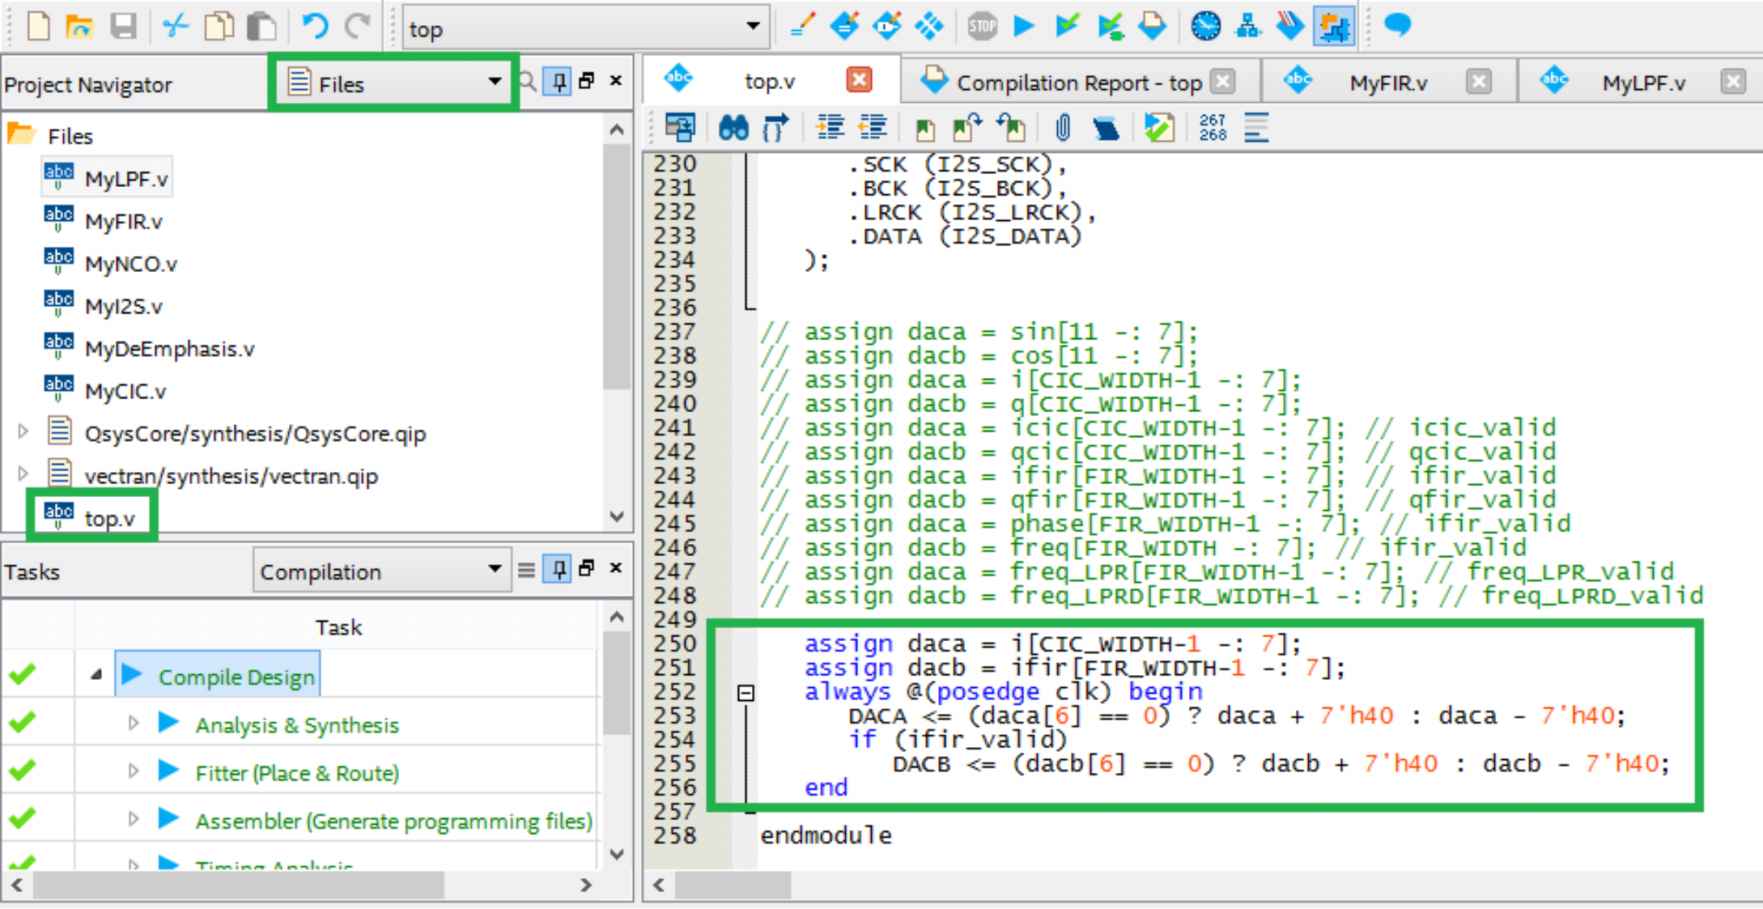 top
STOP
Project Navigator
Files
top.v
Compilation Report - top
MyFIR.v
MyLPF.v
267
268
Files
abc MyLPF.v
abc MyFIR.v
abc MyNCO.v
abc MyI2S.v
abc MyDeEmphasis.v
abc MyCIC.v
QsysCore/synthesis/QsysCore.qip
vectran/synthesis/vectran.qip
abc top.v
Tasks
Compilation
Task
Compile Design
Analysis & Synthesis
Fitter (Place & Route)
Assembler (Generate programming files)
Timing Analysis
230 .SCK (I2S_SCK),
231 .BCK (I2S_BCK),
232 .LRCK (I2S_LRCK),
233 .DATA (I2S_DATA)
234 );
235
236
237 // assign daca = sin[11 -: 7];
238 // assign dacb = cos[11 -: 7];
239 // assign daca = i[CIC_WIDTH-1 -: 7];
240 // assign dacb = q[CIC_WIDTH-1 -: 7];
241 // assign daca = icic[CIC_WIDTH-1 -: 7]; // icic_valid
242 // assign dacb = qcic[CIC_WIDTH-1 -: 7]; // qcic_valid
243 // assign daca = ifir[FIR_WIDTH-1 -: 7]; // ifir_valid
244 // assign dacb = qfir[FIR_WIDTH-1 -: 7]; // qfir_valid
245 // assign daca = phase[FIR_WIDTH-1 -: 7]; // ifir_valid
246 // assign dacb = freq[FIR_WIDTH -: 7]; // ifir_valid
247 // assign daca = freq_LPR[FIR_WIDTH-1 -: 7]; // freq_LPR_valid
248 // assign dacb = freq_LPRD[FIR_WIDTH-1 -: 7]; // freq_LPRD_valid
249
250 assign daca = i[CIC_WIDTH-1 -: 7];
251 assign dacb = ifir[FIR_WIDTH-1 -: 7];
252 always @(posedge clk) begin
253 DACA <= (daca[6] == 0) ? daca + 7'h40 : daca - 7'h40;
254 if (ifir_valid)
255 DACB <= (dacb[6] == 0) ? dacb + 7'h40 : dacb - 7'h40;
256 end
257
258 endmodule